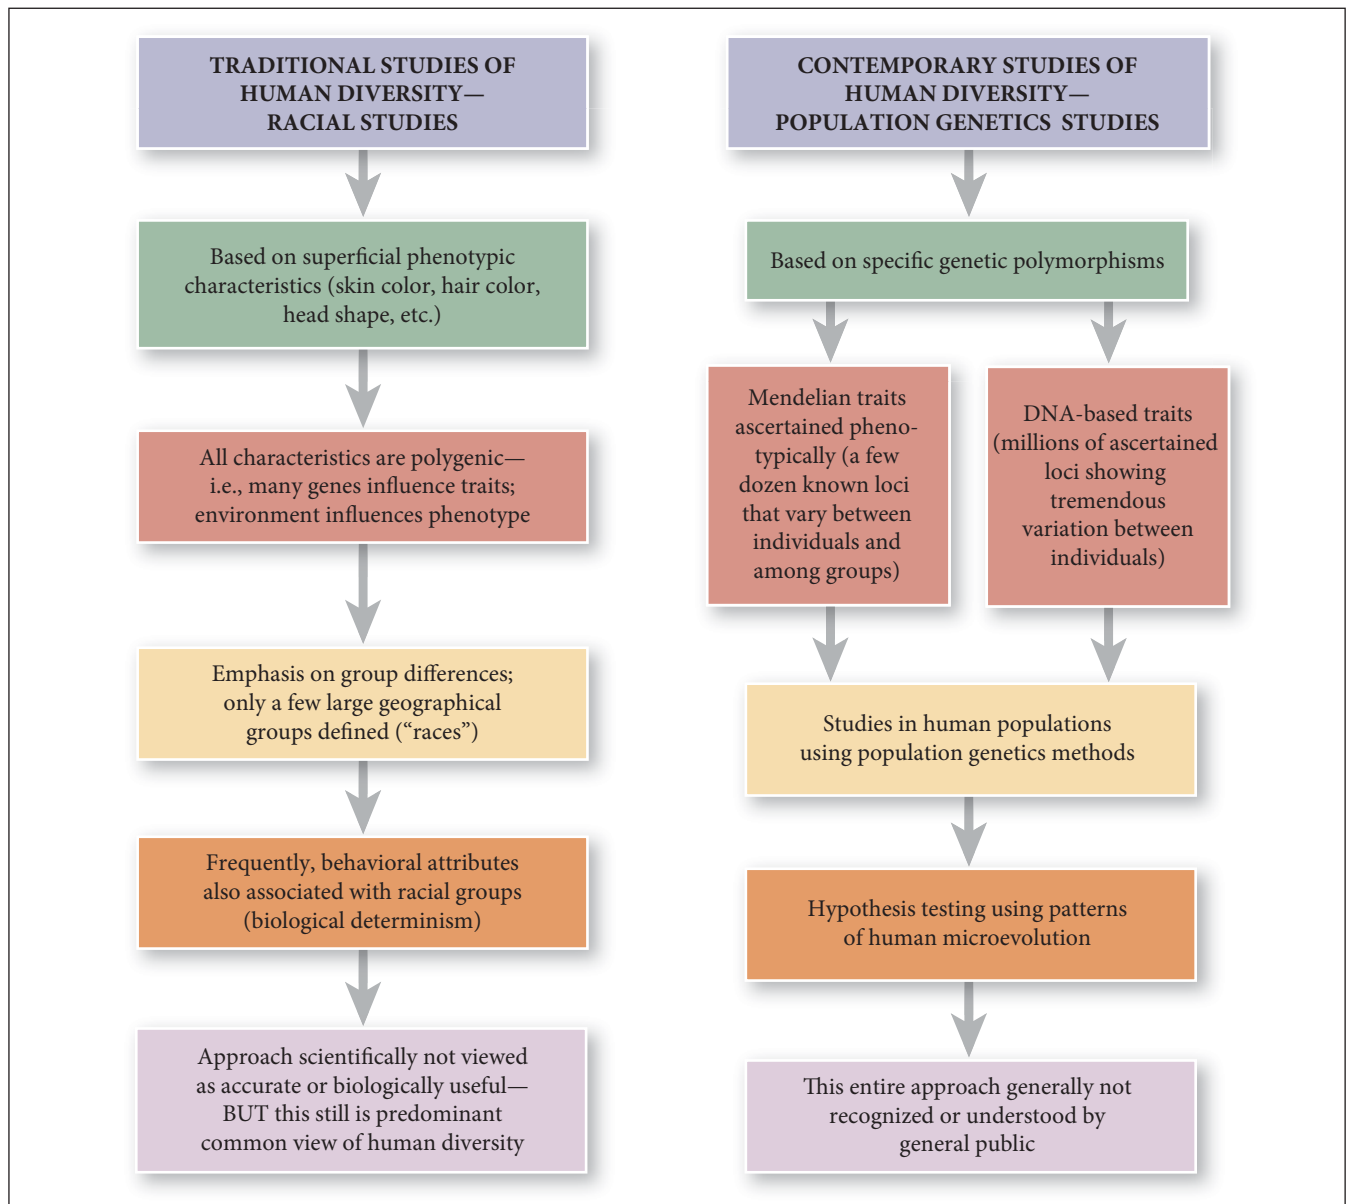 TRADITIONAL STUDIES OF
HUMAN DIVERSITY—
RACIAL STUDIES
Based on superficial phenotypic
characteristics (skin color, hair color,
head shape, etc.)
All characteristics are polygenic—
i.e., many genes influence traits;
environment influences phenotype
Emphasis on group differences;
only a few large geographical
groups defined (“races”)
Frequently, behavioral attributes
also associated with racial groups
(biological determinism)
Approach scientifically not viewed
as accurate or biologically useful—
BUT this still is predominant
common view of human diversity
CONTEMPORARY STUDIES OF
HUMAN DIVERSITY—
POPULATION GENETICS STUDIES
Based on specific genetic polymorphisms
Mendelian traits
ascertained pheno-
typically (a few
dozen known loci
that vary between
individuals and
among groups)
DNA-based traits
(millions of ascertained
loci showing
tremendous
variation between
individuals)
Studies in human populations
using population genetics methods
Hypothesis testing using patterns
of human microevolution
This entire approach generally not
recognized or understood by
general public